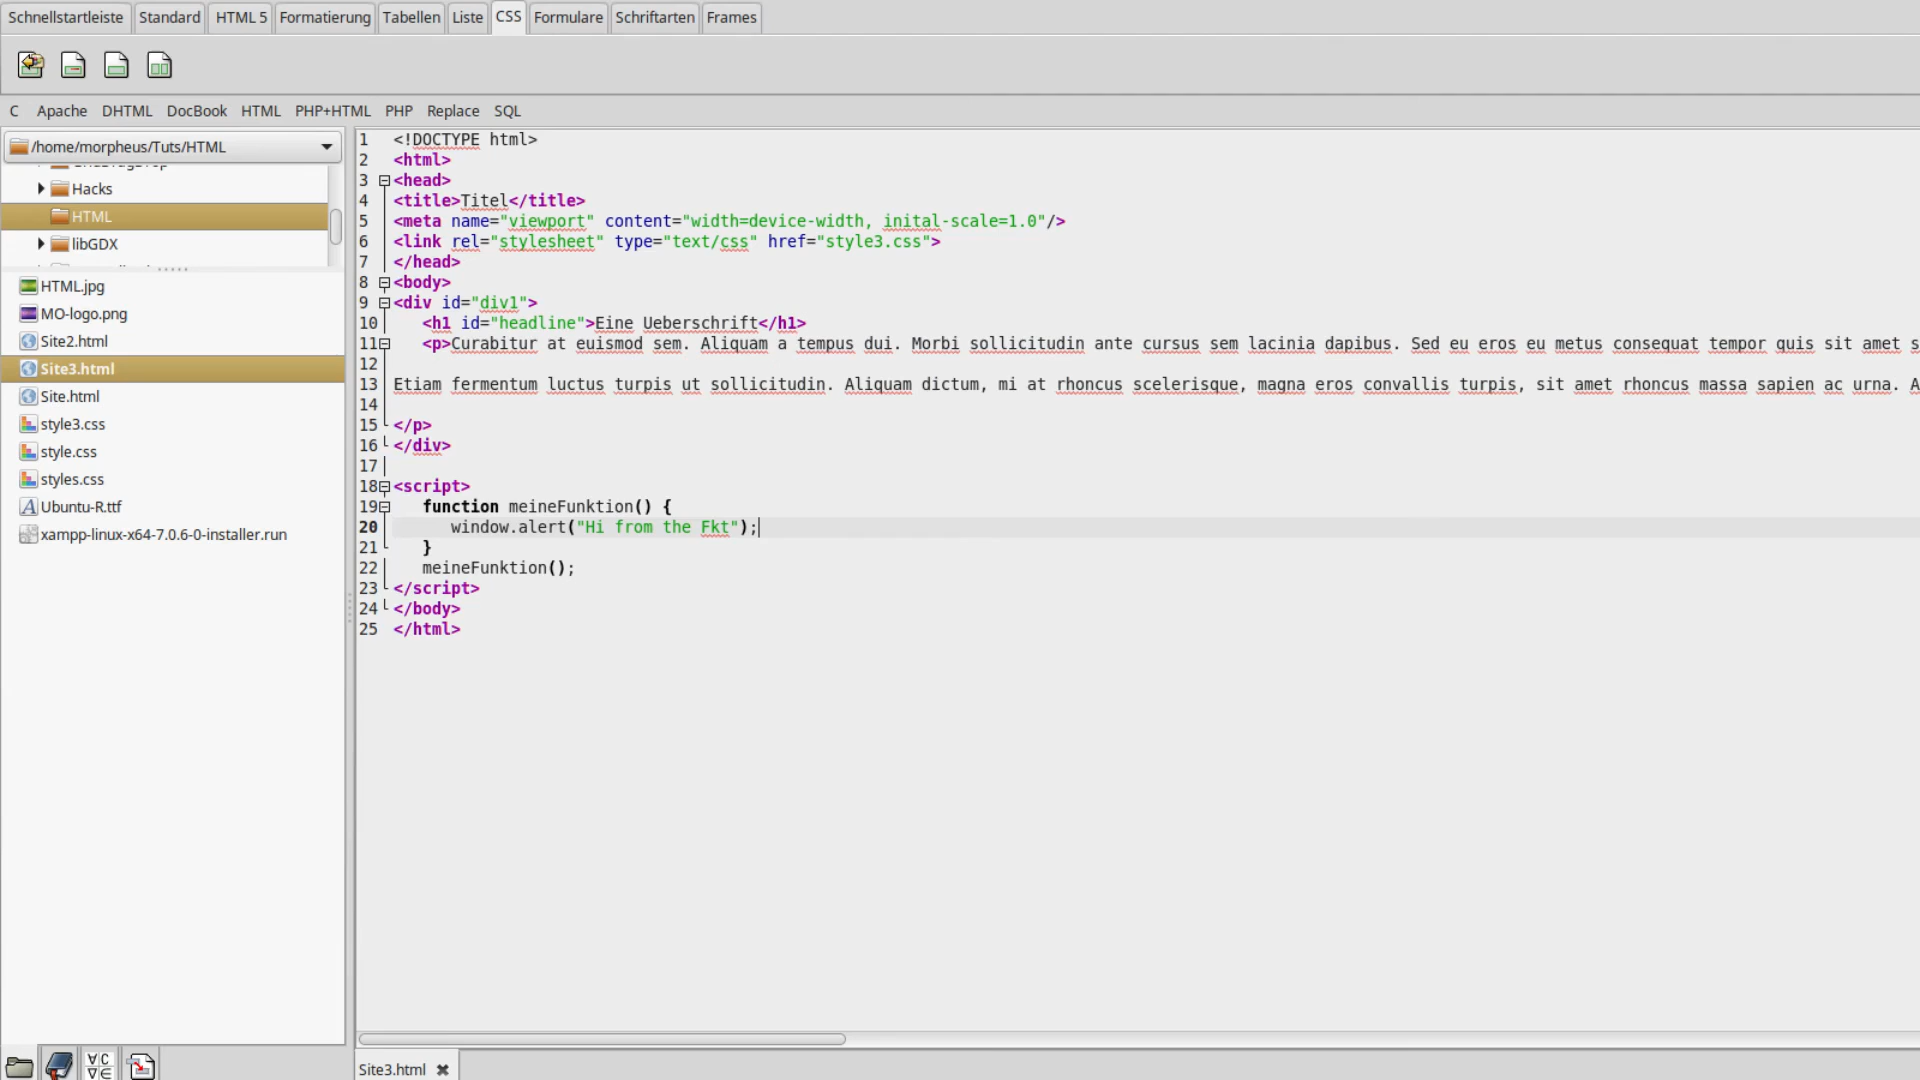 Schnellstartleiste Standard HTML 5 Formatierung Tabellen Liste CSS Formulare Schriftarten Frames
C Apache DHTML DocBook HTML PHP+HTML PHP Replace SQL
/home/morpheus/Tuts/HTML
Hacks
HTML
libGDX
HTML.jpg
MO-logo.png
Site2.html
Site3.html
Site.html
style3.css
style.css
styles.css
Ubuntu-R.ttf
xampp-linux-x64-7.0.6-0-installer.run
1 <!DOCTYPE html>
2 <html>
3 <head>
4 <title>Titel</title>
5 <meta name="viewport" content="width=device-width, inital-scale=1.0"/>
6 <link rel="stylesheet" type="text/css" href="style3.css">
7 </head>
8 <body>
9 <div id="div1">
10 <h1 id="headline">Eine Ueberschrift</h1>
11 <p>Curabitur at euismod sem. Aliquam a tempus dui. Morbi sollicitudin ante cursus sem lacinia dapibus. Sed eu eros eu metus consequat tempor quis sit amet s
12
13 Etiam fermentum luctus turpis ut sollicitudin. Aliquam dictum, mi at rhoncus scelerisque, magna eros convallis turpis, sit amet rhoncus massa sapien ac urna. A
14
15 </p>
16 </div>
17
18 <script>
19 function meineFunktion() {
20 window.alert("Hi from the Fkt");
21 }
22 meineFunktion();
23 </script>
24 </body>
25 </html>
Site3.html